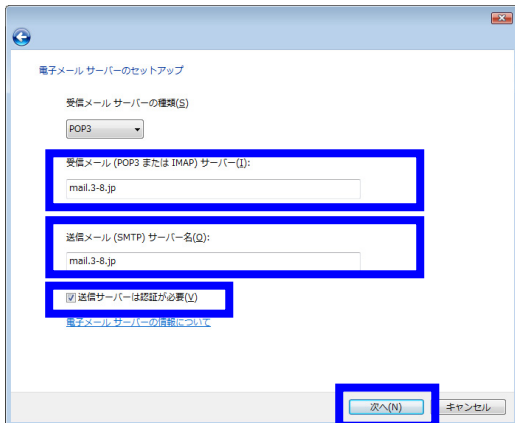 電子メール サーバーのセットアップ
受信メール サーバーの種類(S)
POP3
受信メール (POP3 または IMAP) サーバー(I):
mail.3-8.jp
送信メール (SMTP) サーバー名(O):
mail.3-8.jp
送信サーバーは認証が必要(V)
電子メール サーバーの情報について
次へ(N) キャンセル